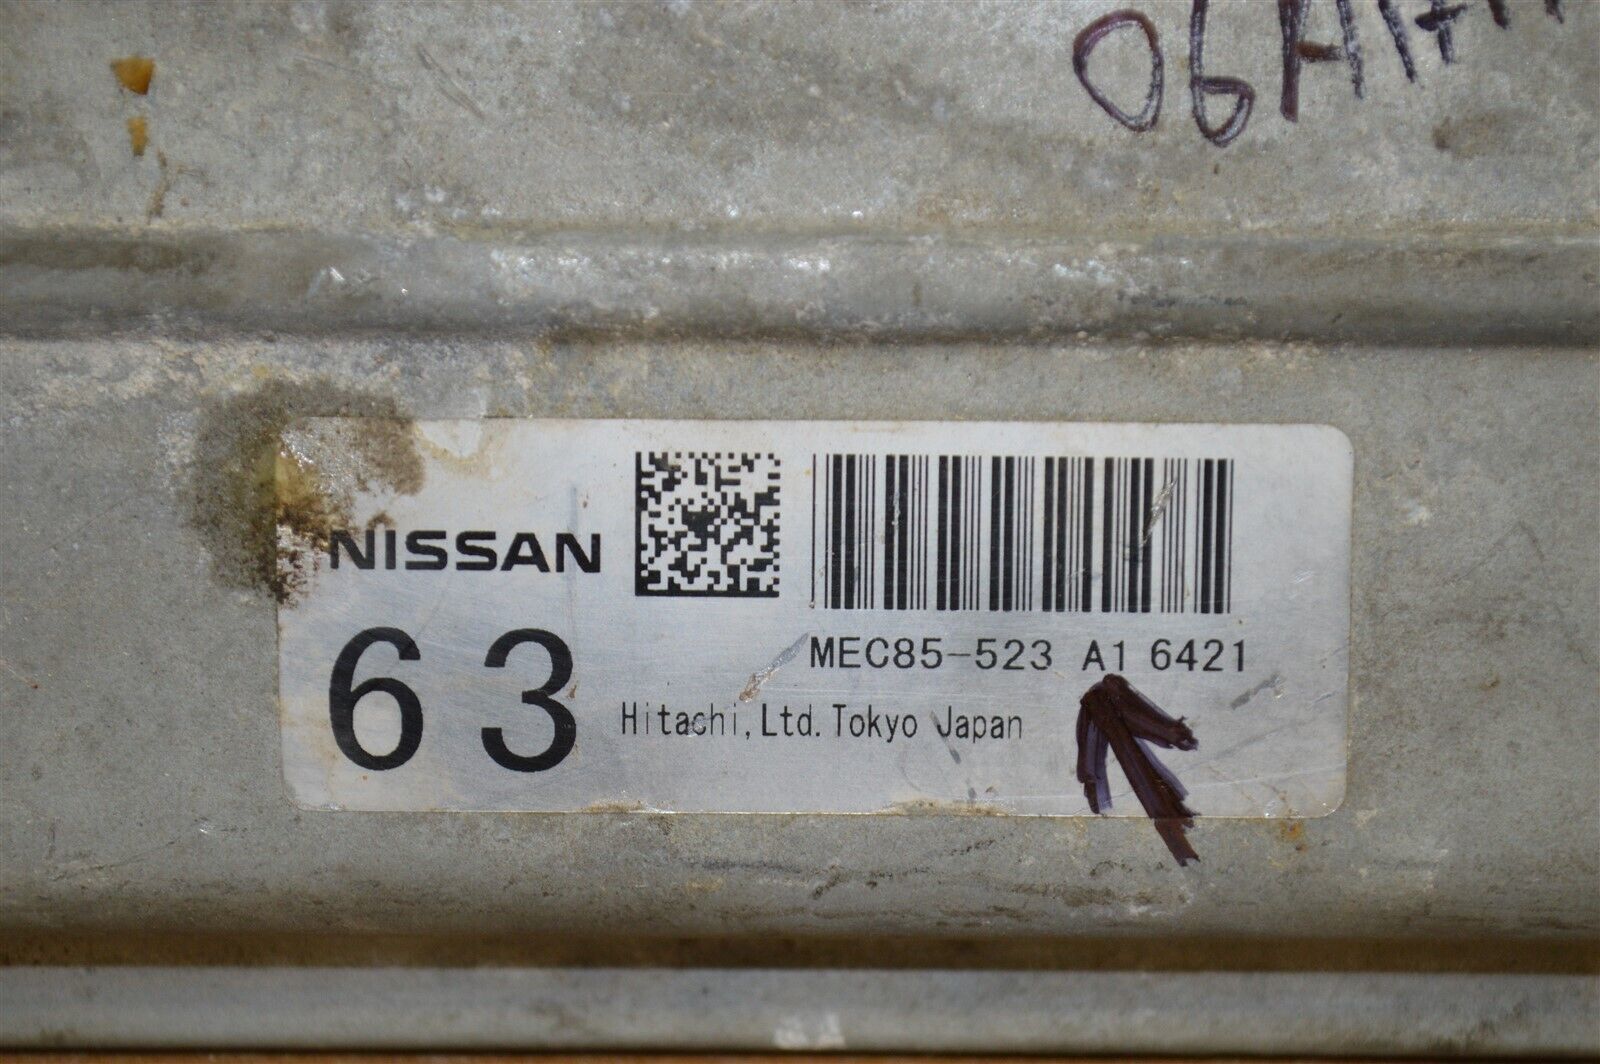 NISSAN
MEC85-523 A1 6421
63
Hitachi, Ltd. Tokyo Japan